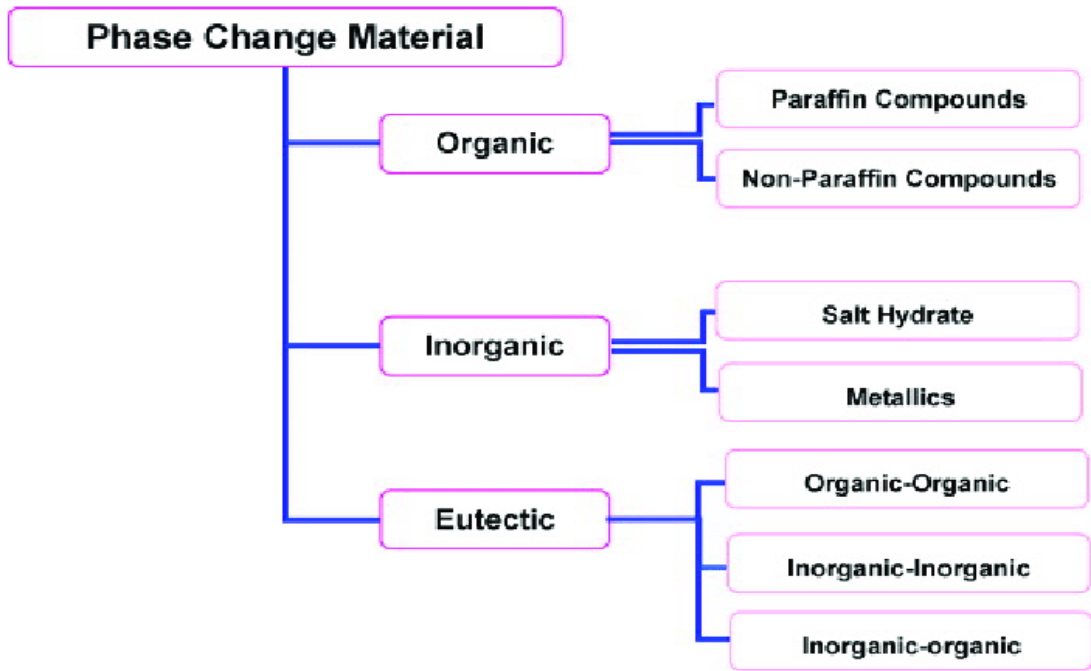 Phase Change Material
Organic
Paraffin Compounds
Non-Paraffin Compounds
Inorganic
Salt Hydrate
Metallics
Eutectic
Organic-Organic
Inorganic-Inorganic
Inorganic-organic